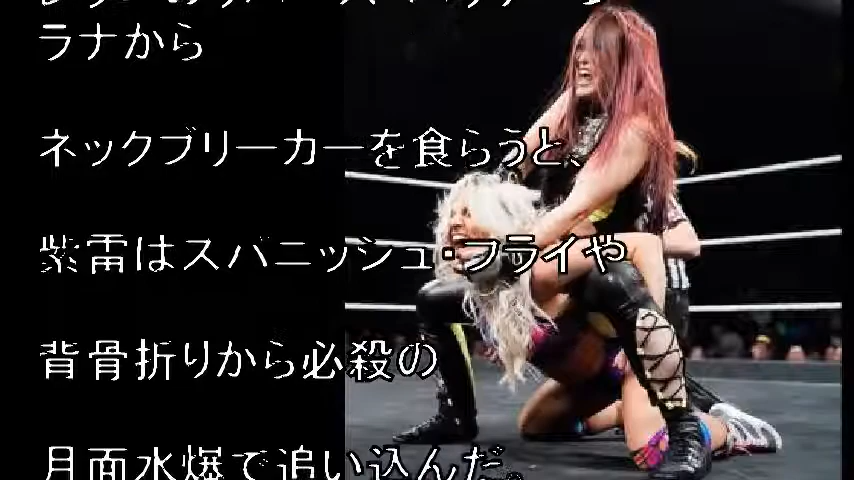 ラナから
ネックブリーカーを食らうと、
紫雷はスパニッシュ・フライや
背骨折りから必殺の
月面水爆で追い込んだ。